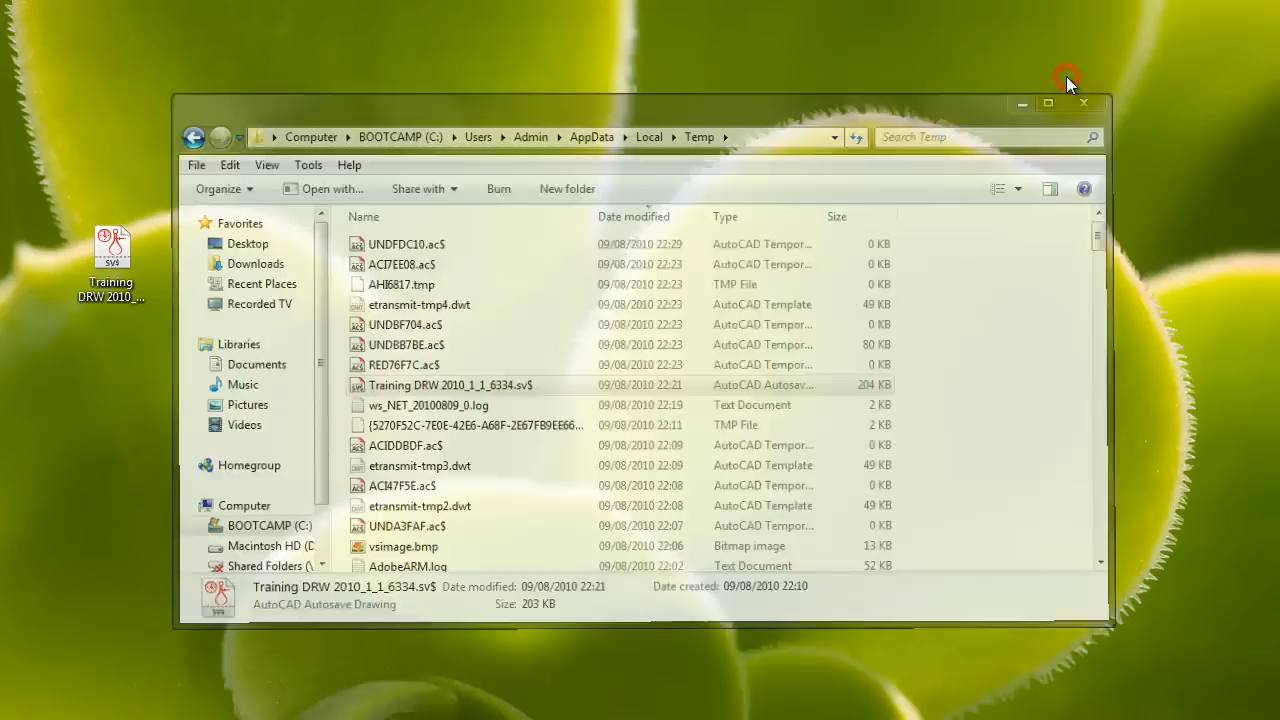 Computer BOOTCAMP (C:) Users Admin AppData Local Temp Search Temp
File Edit View Tools Help
Organize Open with... Share with Burn New folder
Favorites
Desktop
Downloads
Recent Places
Recorded TV
Libraries
Documents
Music
Pictures
Videos
Homegroup
Computer
BOOTCAMP (C:)
Macintosh HD (D
Shared Folders (\
Name Date modified Type Size
UNDFDC10.ac$ 09/08/2010 22:29 AutoCAD Tempor... 0 KB
ACI7EE08.ac$ 09/08/2010 22:23 AutoCAD Tempor... 0 KB
AHI6817.tmp 09/08/2010 22:23 TMP File 0 KB
etransmit-tmp4.dwt 09/08/2010 22:23 AutoCAD Template 49 KB
UNDBF704.ac$ 09/08/2010 22:23 AutoCAD Tempor... 0 KB
UNDBB7BE.ac$ 09/08/2010 22:23 AutoCAD Tempor... 80 KB
RED76F7C.ac$ 09/08/2010 22:23 AutoCAD Tempor... 0 KB
Training DRW 2010_1_1_6334.sv$ 09/08/2010 22:21 AutoCAD Autosav... 204 KB
ws_NET_20100809_0.log 09/08/2010 22:19 Text Document 2 KB
{5270F52C-7E0E-42E6-A68F-2E67FB9EE66... 09/08/2010 22:11 TMP File 2 KB
ACIDDBDF.ac$ 09/08/2010 22:09 AutoCAD Tempor... 0 KB
etransmit-tmp3.dwt 09/08/2010 22:09 AutoCAD Template 49 KB
ACI47F5E.ac$ 09/08/2010 22:08 AutoCAD Tempor... 0 KB
etransmit-tmp2.dwt 09/08/2010 22:08 AutoCAD Template 49 KB
UNDA3FAF.ac$ 09/08/2010 22:07 AutoCAD Tempor... 0 KB
vsimage.bmp 09/08/2010 22:06 Bitmap image 13 KB
AdobeARM.log 09/08/2010 22:02 Text Document 52 KB
Training DRW 2010_1_1_6334.sv$ Date modified: 09/08/2010 22:21 Date created: 09/08/2010 22:10
AutoCAD Autosave Drawing Size: 203 KB
SV$
Training
DRW 2010_...